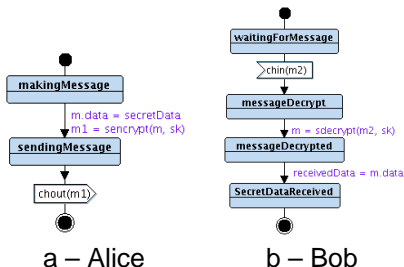 makingMessage
m.data = secretData
m1 = sencrypt(m, sk)
sendingMessage
chout(m1)
a – Alice
waitingForMessage
chin(m2)
messageDecrypt
m = sdecrypt(m2, sk)
messageDecrypted
receivedData = m.data
SecretDataReceived
b – Bob